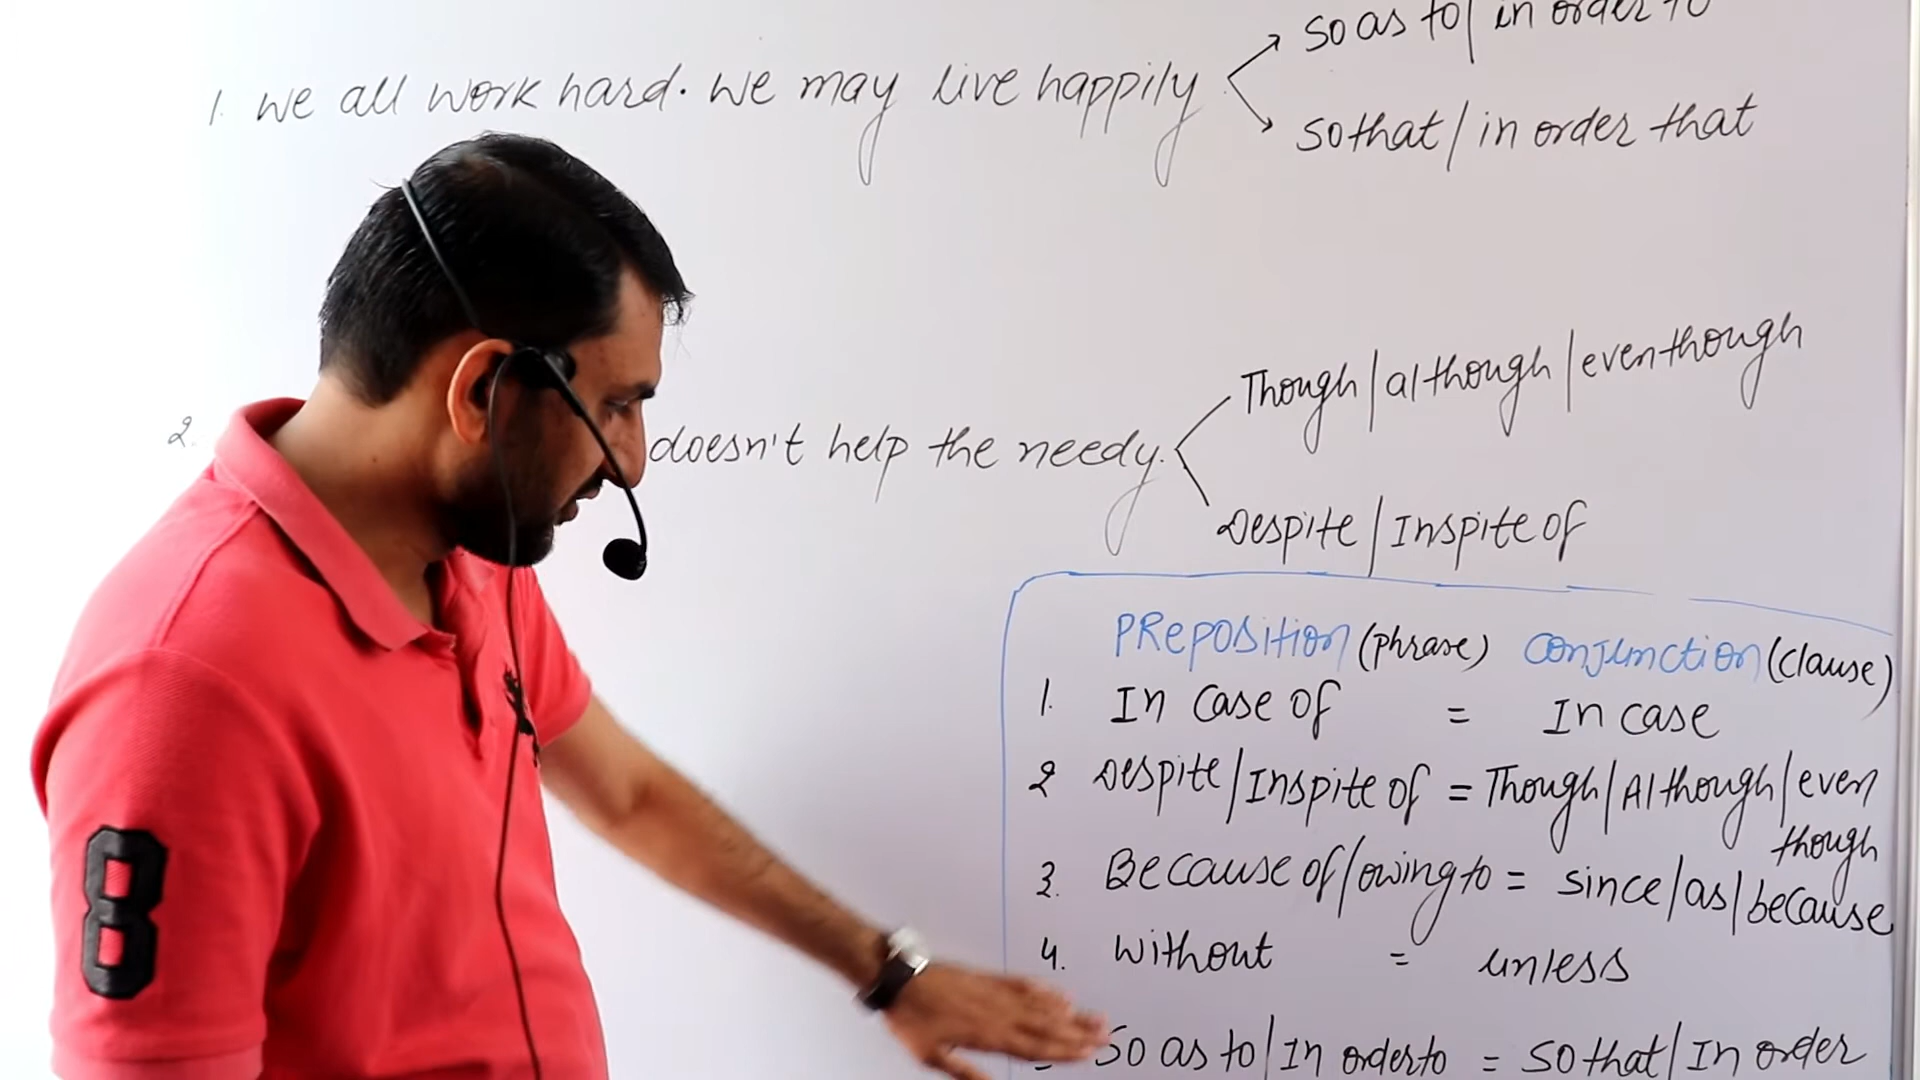 so as to/ in order to
1. we all work hard. we may live happily
sothat/ in order that
Though/although/eventhough
2. doesn't help the needy.
Despite/Inspite of
PREPOSITION (phrase) CONJUNCTION (clause)
1. In case of = In case
2 Despite/Inspite of = Though/Although/even
though
3. Because of/owing to = since/as/because
4. without = unless
So as to/In order to = So that/In order
8